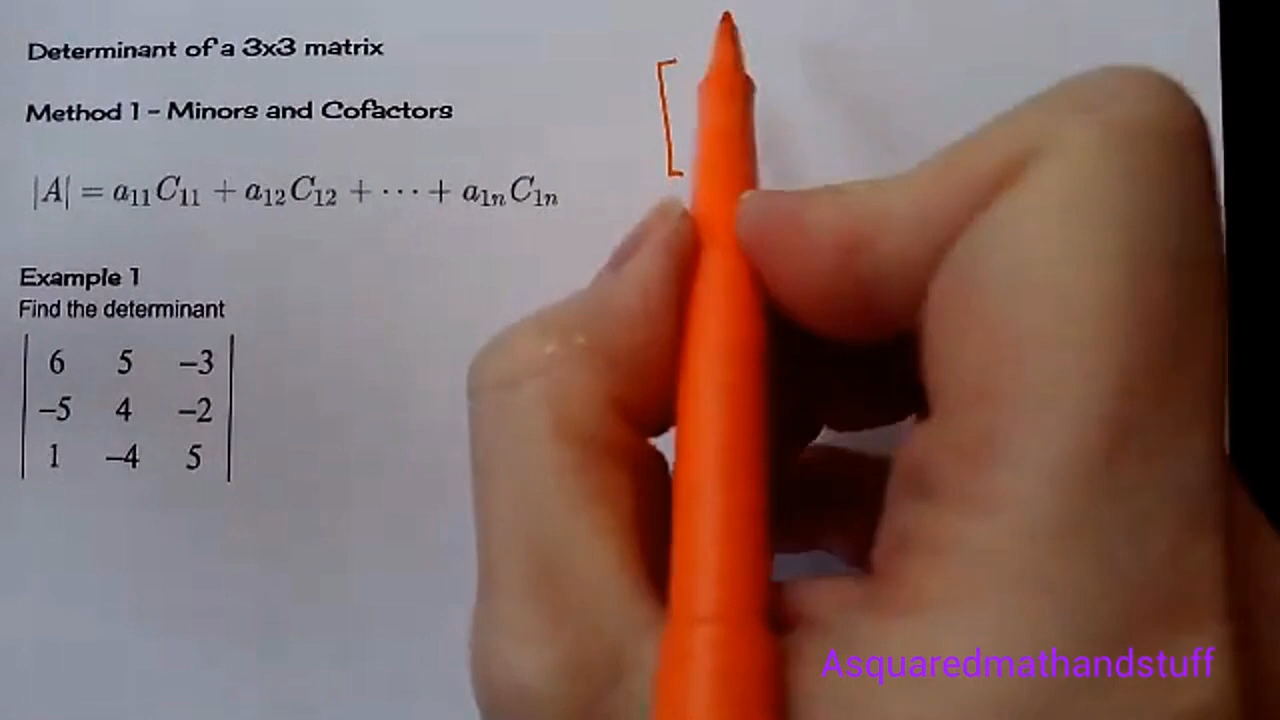 Determinant of a 3x3 matrix
Method 1 - Minors and Cofactors
|A| = a₁₁C₁₁ + a₁₂C₁₂ + ⋯ + a₁ₙC₁ₙ
Example 1
Find the determinant
6 5 –3
–5 4 –2
1 –4 5
Asquaredmathandstuff